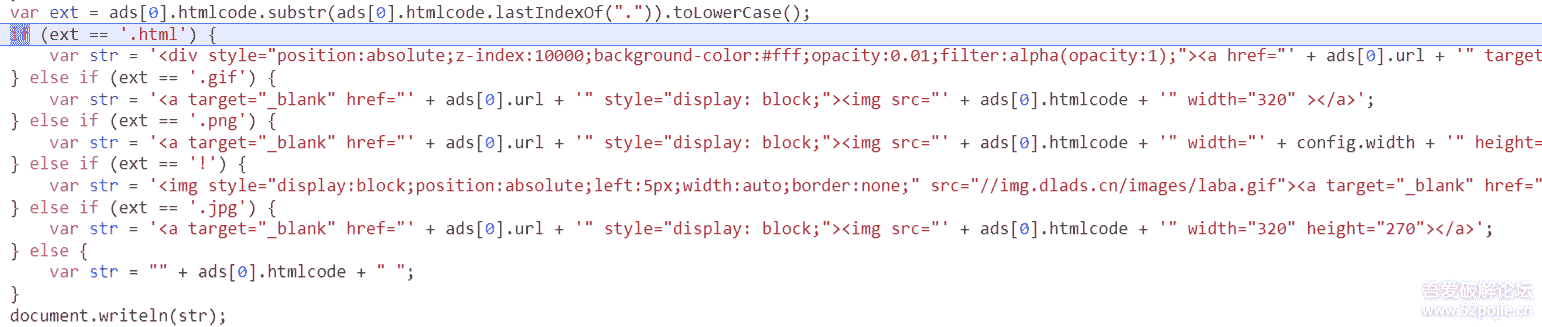 var ext = ads[0].htmlcode.substr(ads[0].htmlcode.lastIndexOf(".")).toLowerCase();
if (ext == '.html') {
    var str = '<div style="position:absolute;z-index:10000;background-color:#fff;opacity:0.01;filter:alpha(opacity:1);"><a href="' + ads[0].url + '" target
} else if (ext == '.gif') {
    var str = '<a target="_blank" href="' + ads[0].url + '" style="display: block;"><img src="' + ads[0].htmlcode + '" width="320" ></a>';
} else if (ext == '.png') {
    var str = '<a target="_blank" href="' + ads[0].url + '" style="display: block;"><img src="' + ads[0].htmlcode + '" width="' + config.width + '" height=
} else if (ext == '!') {
    var str = '<img style="display:block;position:absolute;left:5px;width:auto;border:none;" src="//img.dlads.cn/images/laba.gif"><a target="_blank" href="
} else if (ext == '.jpg') {
    var str = '<a target="_blank" href="' + ads[0].url + '" style="display: block;"><img src="' + ads[0].htmlcode + '" width="320" height="270"></a>';
} else {
    var str = "" + ads[0].htmlcode + " ";
}
document.writeln(str);
吾爱破解论坛
www.52pojie.cn